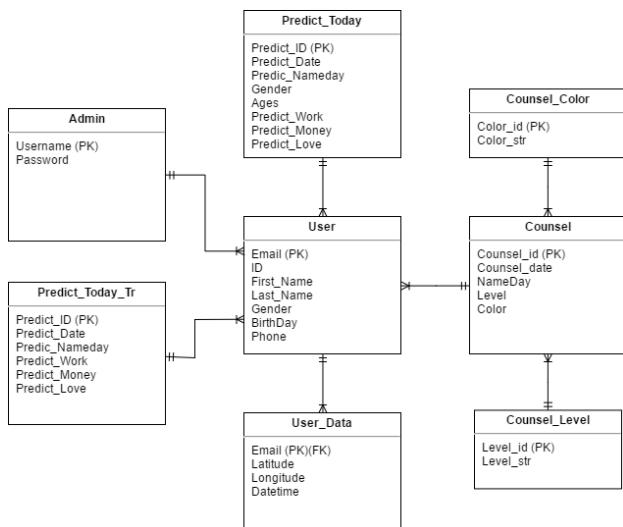 Predict_Today
Predict_ID (PK)
Predict_Date
Predic_Nameday
Gender
Ages
Predict_Work
Predict_Money
Predict_Love
Admin
Username (PK)
Password
Counsel_Color
Color_id (PK)
Color_str
User
Email (PK)
ID
First_Name
Last_Name
Gender
BirthDay
Phone
Counsel
Counsel_id (PK)
Counsel_date
NameDay
Level
Color
Predict_Today_Tr
Predict_ID (PK)
Predict_Date
Predic_Nameday
Predict_Work
Predict_Money
Predict_Love
User_Data
Email (PK)(FK)
Latitude
Longitude
Datetime
Counsel_Level
Level_id (PK)
Level_str